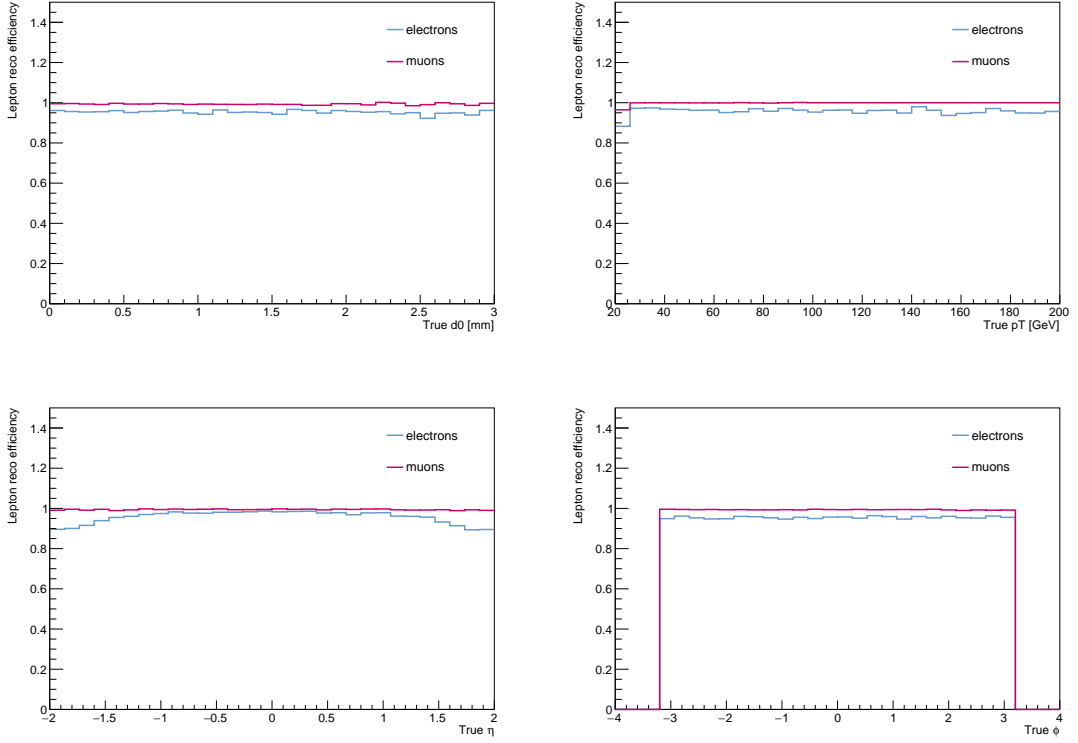 Lepton reco efficiency
1.4
1.2
1
0.8
0.6
0.4
0.2
0
electrons
muons
0 0.5 1 1.5 2 2.5 3
True d0 [mm]
Lepton reco efficiency
1.4
1.2
1
0.8
0.6
0.4
0.2
0
electrons
muons
20 40 60 80 100 120 140 160 180 200
True pT [GeV]
Lepton reco efficiency
1.4
1.2
1
0.8
0.6
0.4
0.2
0
electrons
muons
−2 −1.5 −1 −0.5 0 0.5 1 1.5 2
True η
Lepton reco efficiency
1.4
1.2
1
0.8
0.6
0.4
0.2
0
electrons
muons
−4 −3 −2 −1 0 1 2 3 4
True ϕ